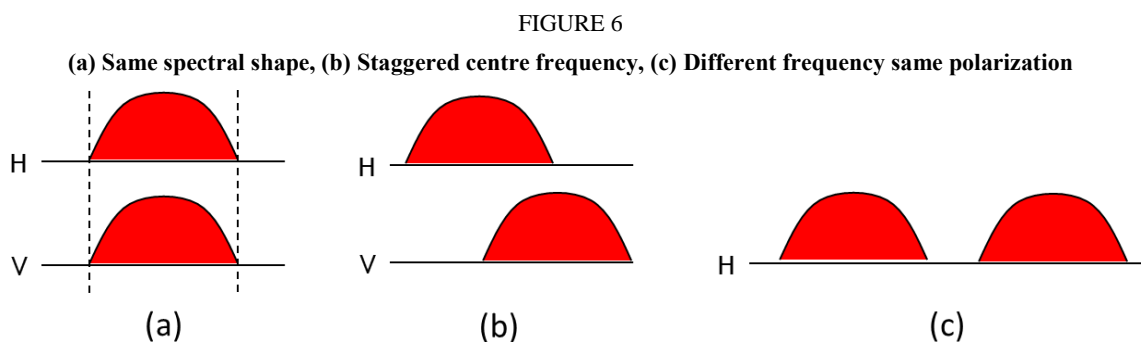 FIGURE 6
(a) Same spectral shape, (b) Staggered centre frequency, (c) Different frequency same polarization
H
H
V
V
H
(a)
(b)
(c)